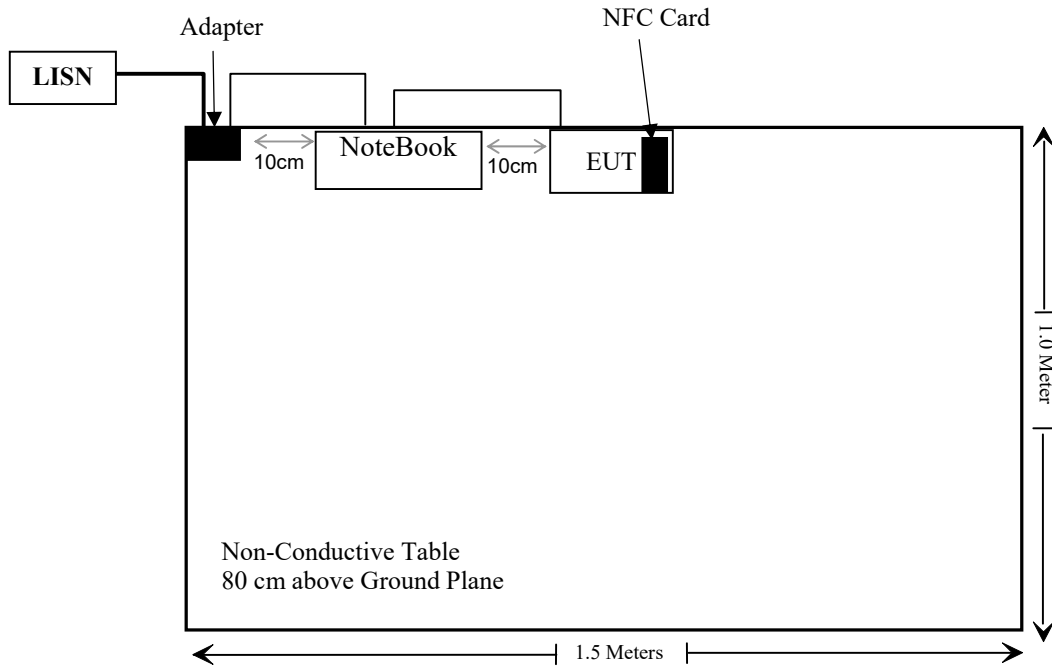 NFC Card
Adapter
LISN
NoteBook
EUT
10cm
10cm
1.0 Meter
Non-Conductive Table
80 cm above Ground Plane
1.5 Meters